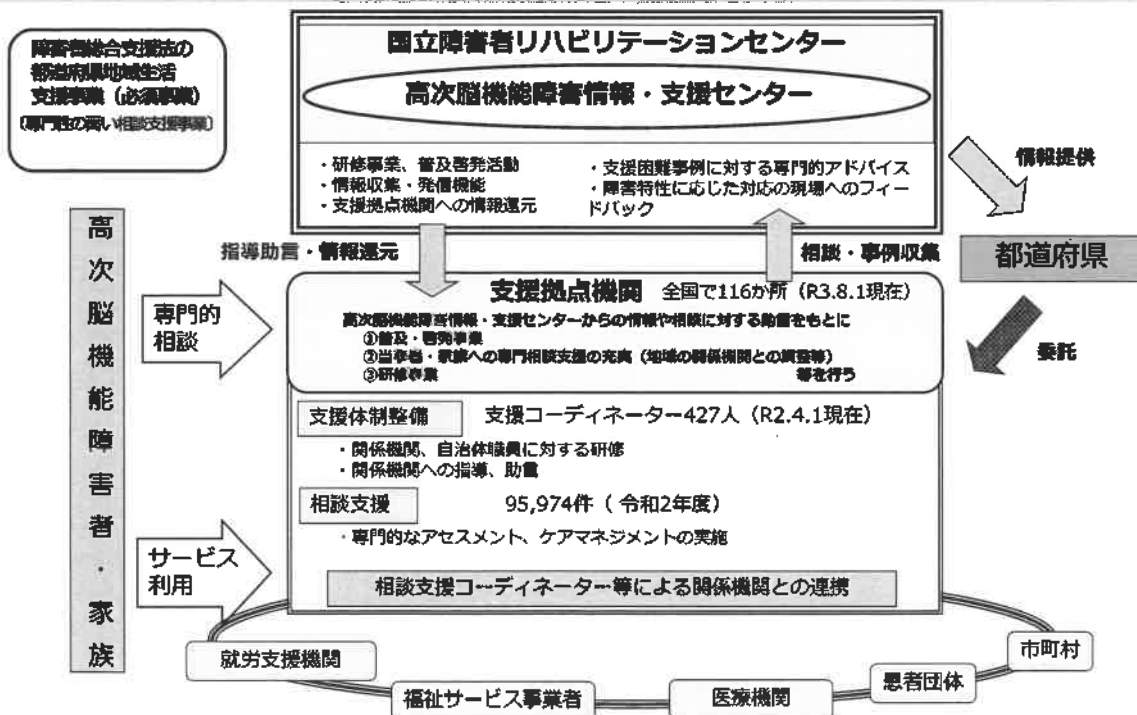 障害者総合支援法の
都道府県地域生活
支援事業（必須事業）
〔専門性の高い相談支援事業〕
国立障害者リハビリテーションセンター
高次脳機能障害情報・支援センター
・研修事業、普及啓発活動
・情報収集・発信機能
・支援拠点機関への情報還元
・支援困難事例に対する専門的アドバイス
・障害特性に応じた対応の現場へのフィー
ドバック
情報提供
指導助言・情報還元
相談・事例収集
都道府県
委託
高次脳機能障害者・家族
専門的
相談
支援拠点機関 全国で116か所（R3.8.1現在）
高次脳機能障害情報・支援センターからの情報や相談に対する助言をもとに
①普及・啓発事業
②当事者・家族への専門相談支援の充実（地域の関係機関との調整等）
③研修事業 等を行う
支援体制整備 支援コーディネーター427人（R2.4.1現在）
・関係機関、自治体職員に対する研修
・関係機関への指導、助言
相談支援 95,974件（ 令和2年度）
・専門的なアセスメント、ケアマネジメントの実施
サービス
利用
相談支援コーディネーター等による関係機関との連携
就労支援機関
福祉サービス事業者
医療機関
患者団体
市町村